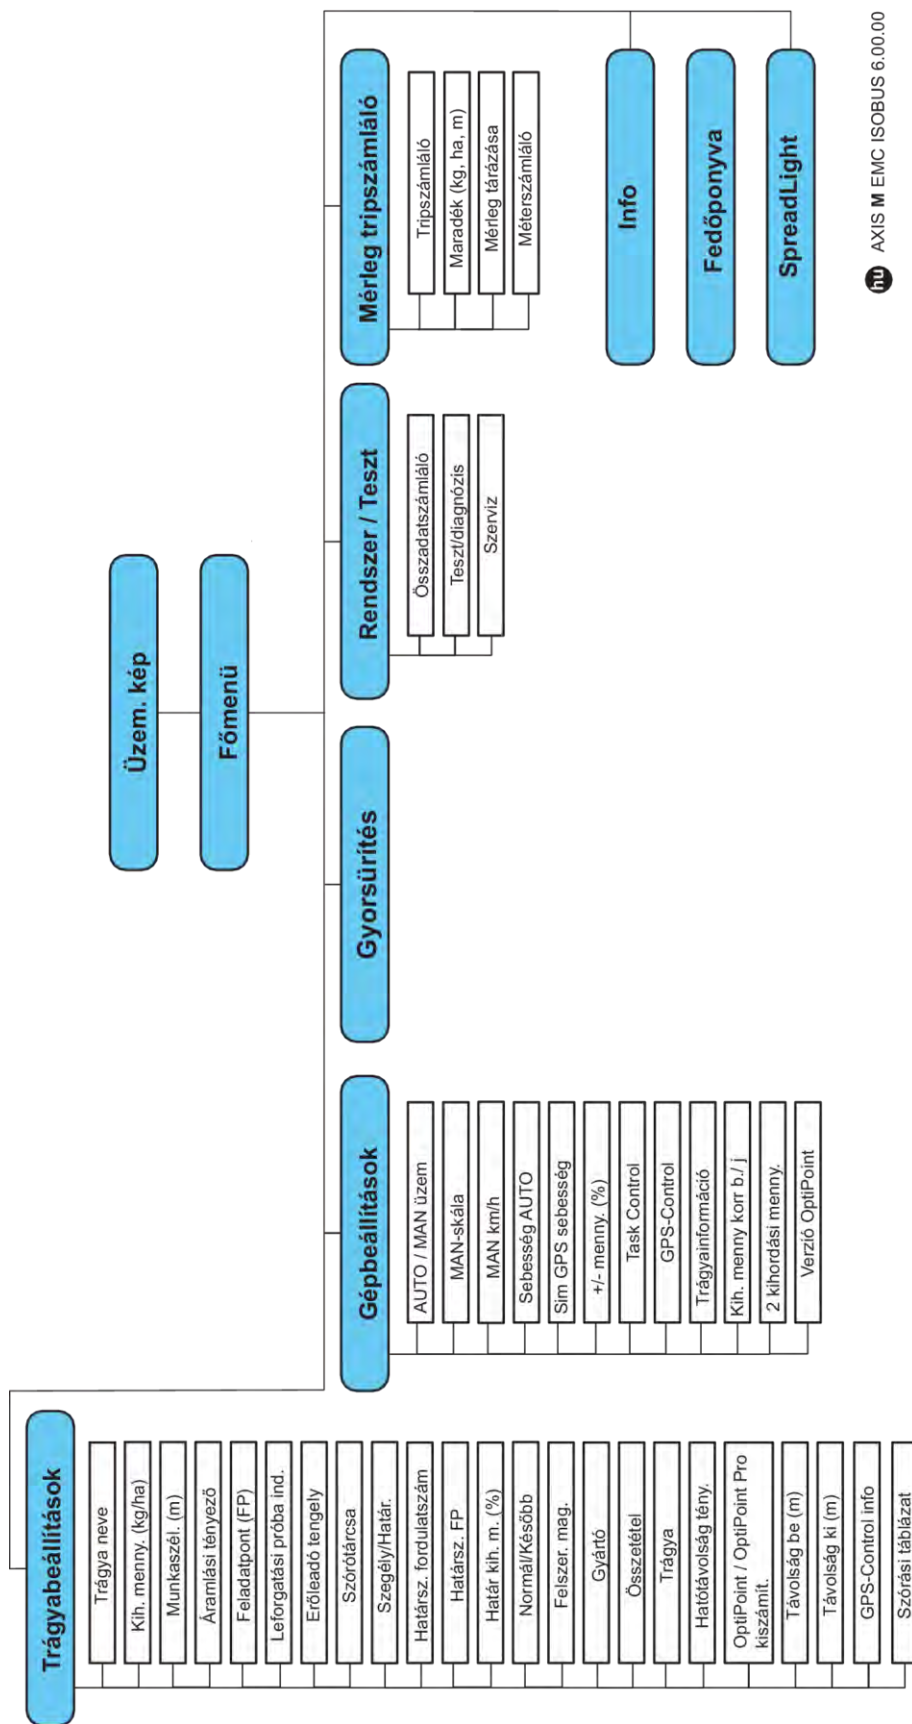 Üzem. kép
Főmenü
Trágyabeállítások
Trágya neve
Kih. menny. (kg/ha)
Munkaszél. (m)
Áramlási tényező
Feladatpont (FP)
Leforgatási próba ind.
Erőleadó tengely
Szórótárcsa
Szegély/Határ.
Határsz. fordulatszám
Határsz. FP
Határ kih. m. (%)
Normál/Később
Felszer. mag.
Gyártó
Összetétel
Trágya
Hatótávolság tény.
OptiPoint / OptiPoint Pro
kiszámít.
Távolság be (m)
Távolság ki (m)
GPS-Control info
Szórási táblázat
Gépbeállítások
AUTO / MAN üzem
MAN-skála
MAN km/h
Sebesség AUTO
Sim GPS sebesség
+/- menny. (%)
Task Control
GPS-Control
Trágyainformáció
Kih. menny korr b./ j
2 kihordási menny.
Verzió OptiPoint
Gyorsürítés
Rendszer / Teszt
Összadatszámláló
Teszt/diagnózis
Szerviz
Mérleg tripszámláló
Tripszámláló
Maradék (kg, ha, m)
Mérleg tárázása
Méterszámláló
Info
Fedőponyva
SpreadLight
hu AXIS M EMC ISOBUS 6.00.00